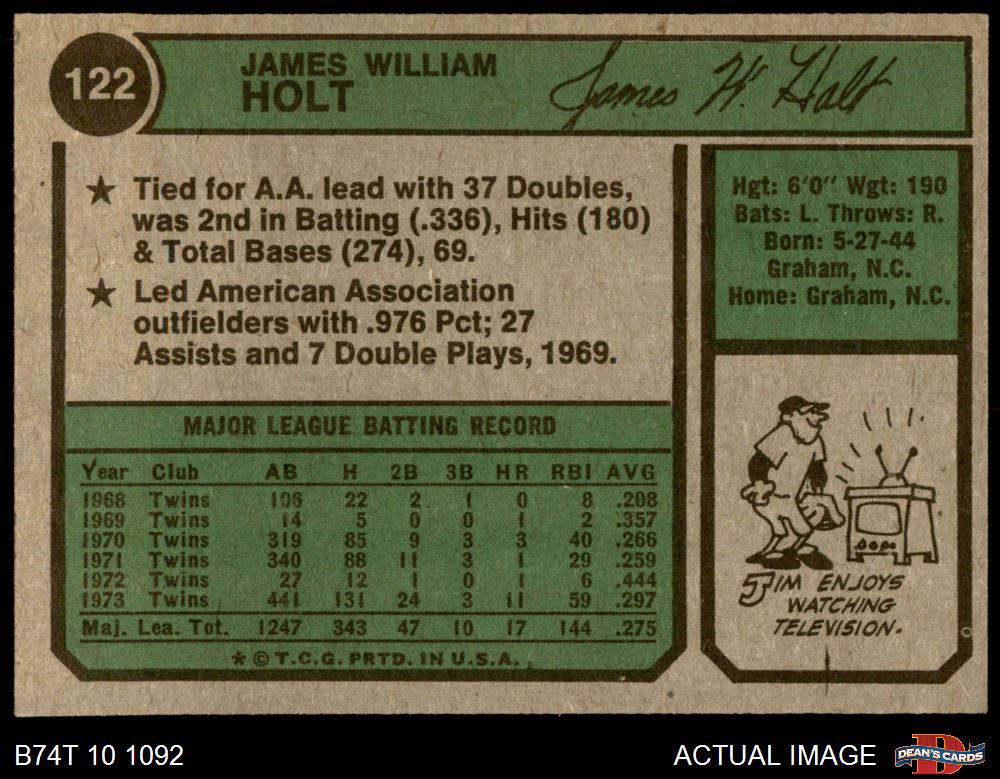 122
JAMES WILLIAM
HOLT
James W. Holt
★ Tied for A.A. lead with 37 Doubles,
was 2nd in Batting (.336), Hits (180)
& Total Bases (274), 69.
★ Led American Association
outfielders with .976 Pct; 27
Assists and 7 Double Plays, 1969.
Hgt: 6'0" Wgt: 190
Bats: L. Throws: R.
Born: 5-27-44
Graham, N.C.
Home: Graham, N.C.
MAJOR LEAGUE BATTING RECORD
Year Club AB H 2B 3B HR RBI AVG
1968 Twins 106 22 2 1 0 8 .208
1969 Twins 14 5 0 0 1 2 .357
1970 Twins 319 85 9 3 3 40 .266
1971 Twins 340 88 11 3 1 29 .259
1972 Twins 27 12 1 0 1 6 .444
1973 Twins 441 131 24 3 11 59 .297
Maj. Lea. Tot. 1247 343 47 10 17 144 .275
* © T.C.G. PRTD. IN U.S.A.
JIM ENJOYS
WATCHING
TELEVISION.
B74T 10 1092
ACTUAL IMAGE
DEAN'S CARDS